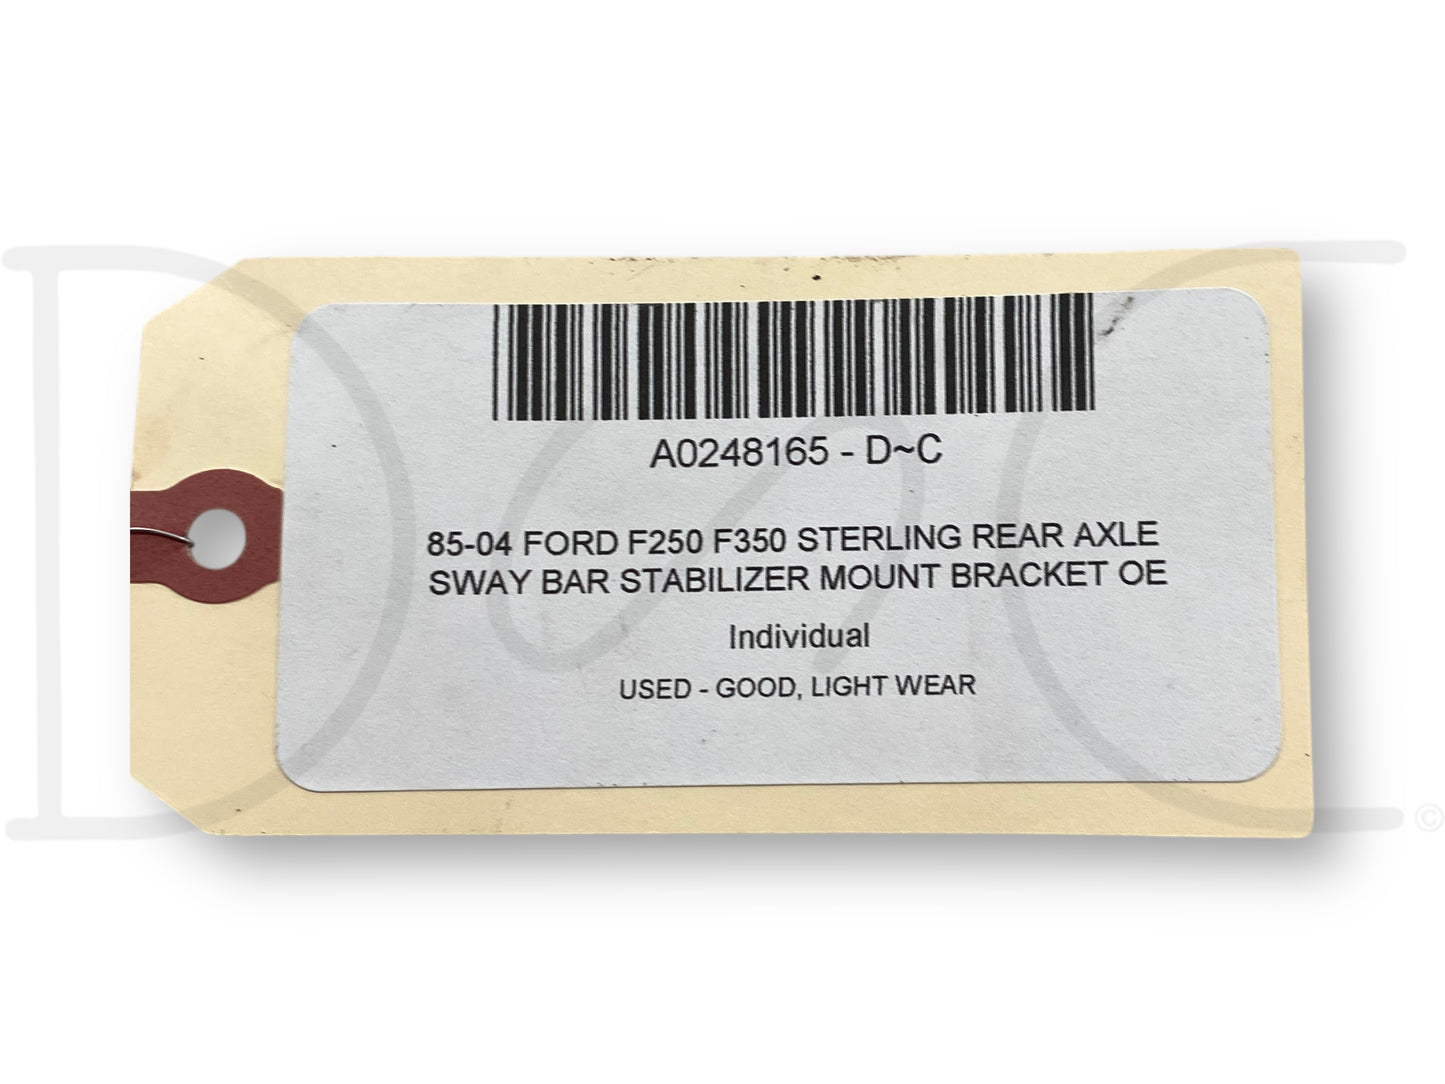 A0248165 - D~C
85-04 FORD F250 F350 STERLING REAR AXLE
SWAY BAR STABILIZER MOUNT BRACKET OE
Individual
USED - GOOD, LIGHT WEAR
D C ©